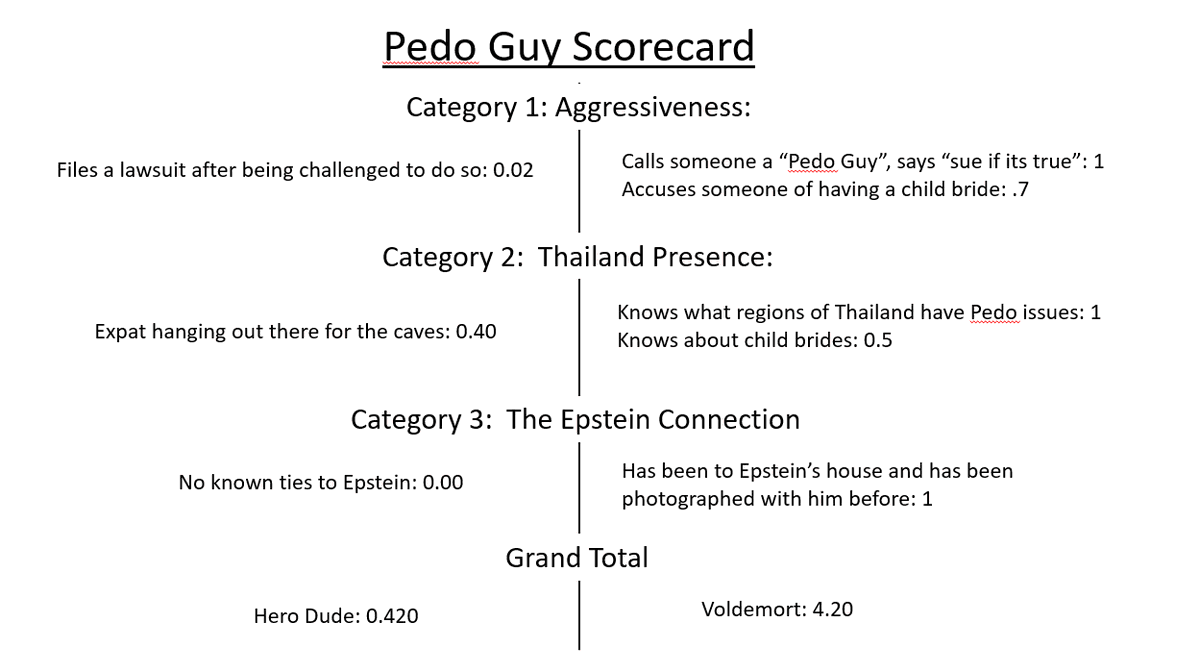 Pedo Guy Scorecard
Category 1: Aggressiveness:
Files a lawsuit after being challenged to do so: 0.02
Calls someone a “Pedo Guy”, says “sue if its true”: 1
Accuses someone of having a child bride: .7
Category 2:  Thailand Presence:
Expat hanging out there for the caves: 0.40
Knows what regions of Thailand have Pedo issues: 1
Knows about child brides: 0.5
Category 3:  The Epstein Connection
No known ties to Epstein: 0.00
Has been to Epstein’s house and has been
photographed with him before: 1
Grand Total
Hero Dude: 0.420
Voldemort: 4.20